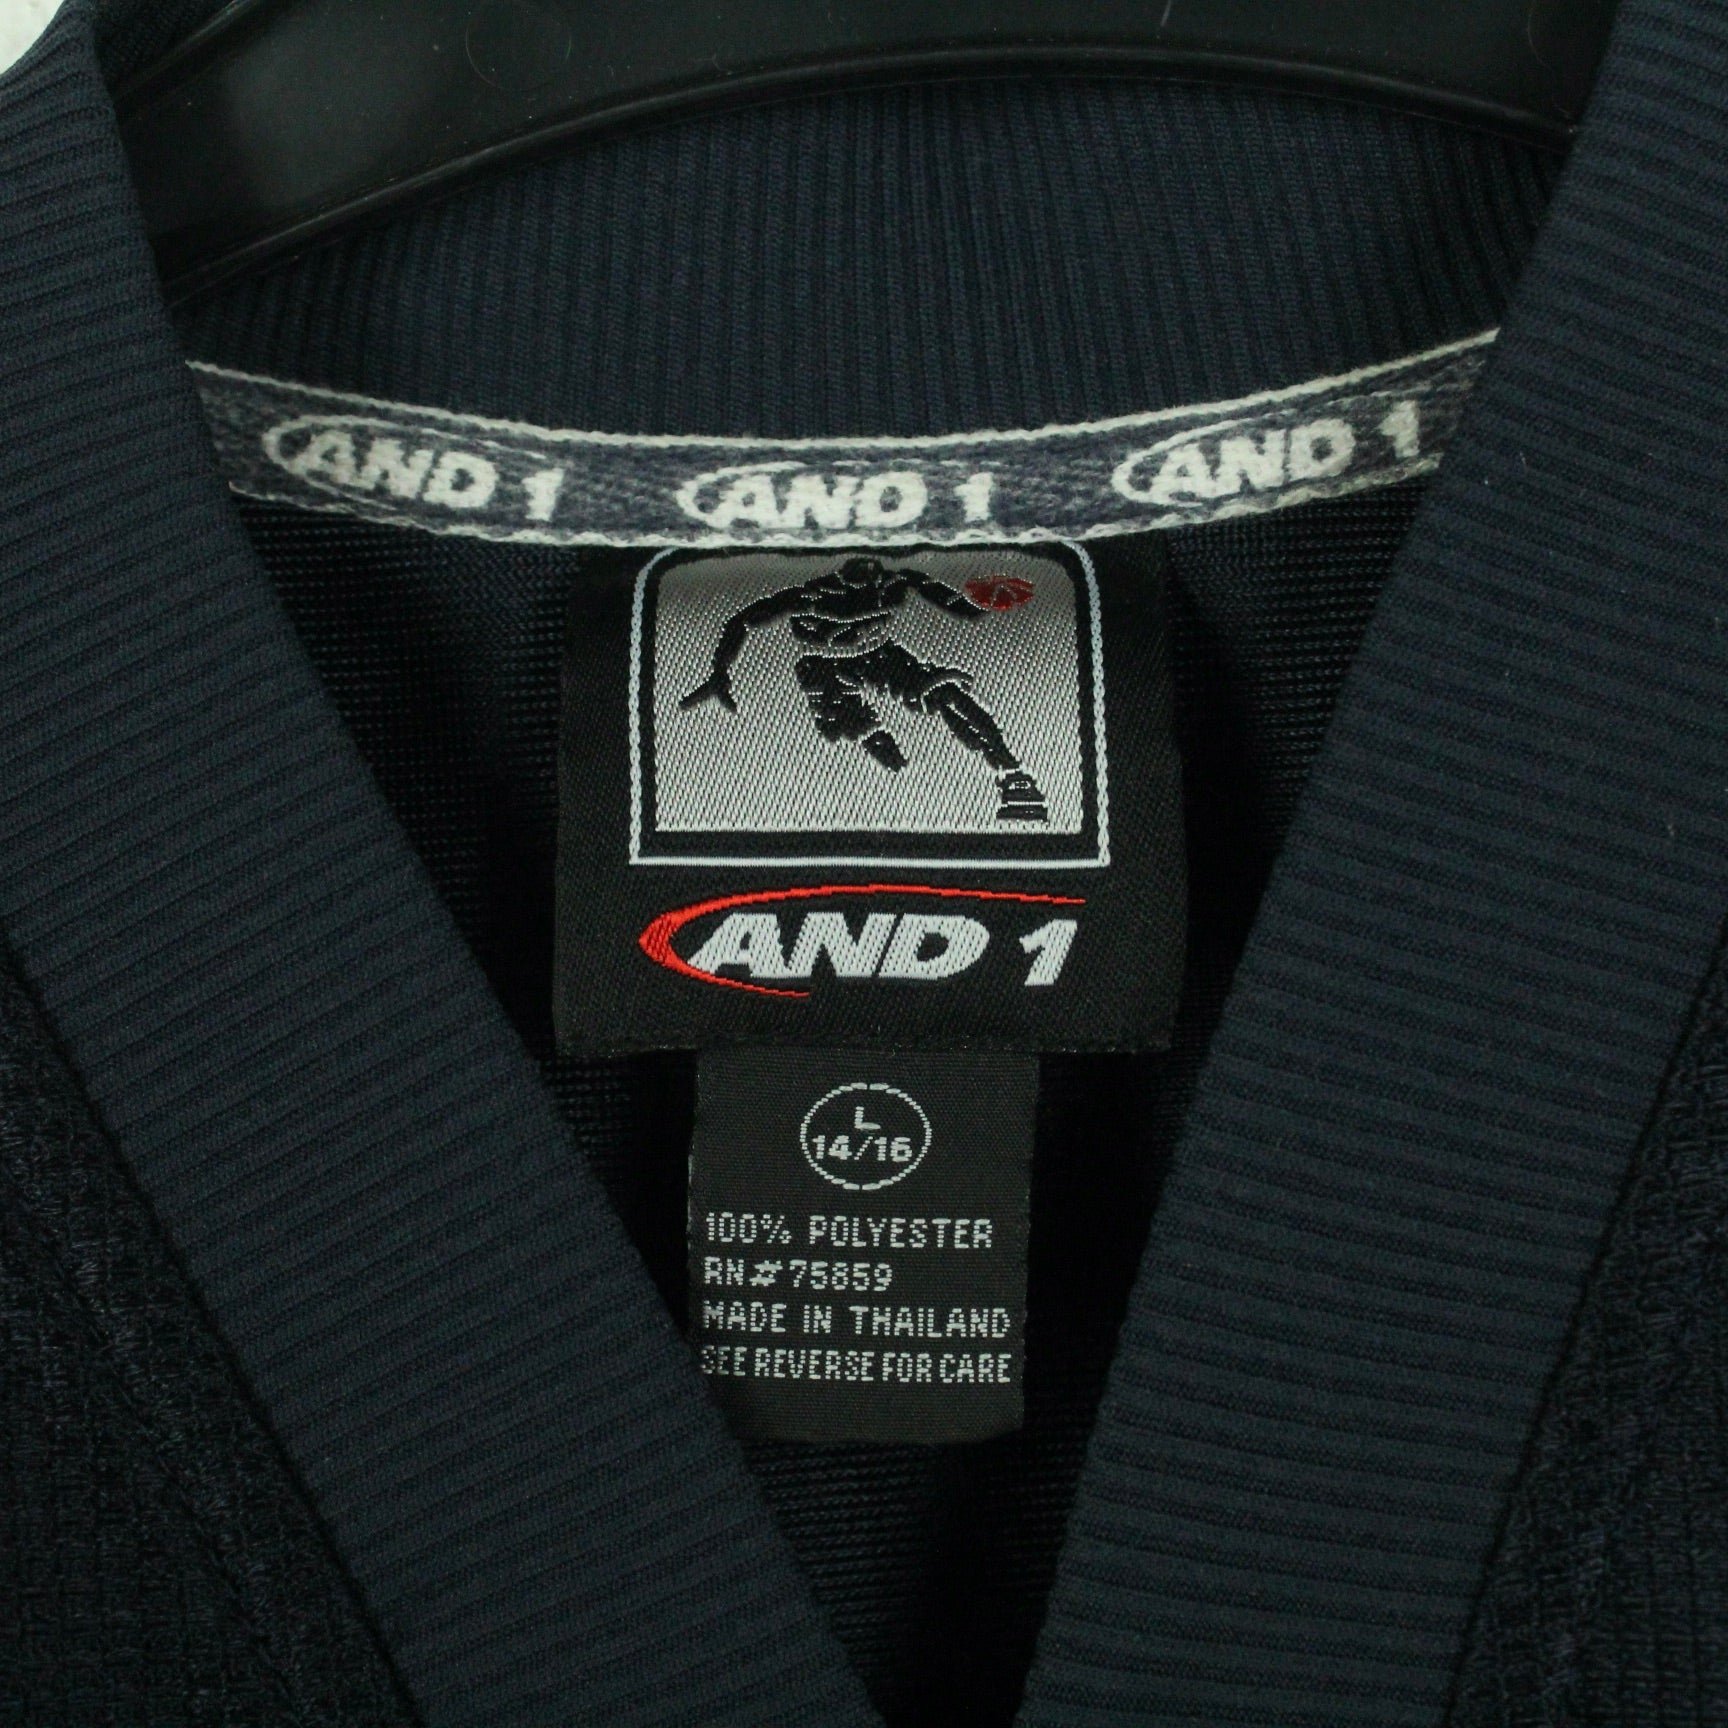 AND 1 AND 1 AND 1
AND 1
L
14/16
100% POLYESTER
RN#75859
MADE IN THAILAND
SEE REVERSE FOR CARE